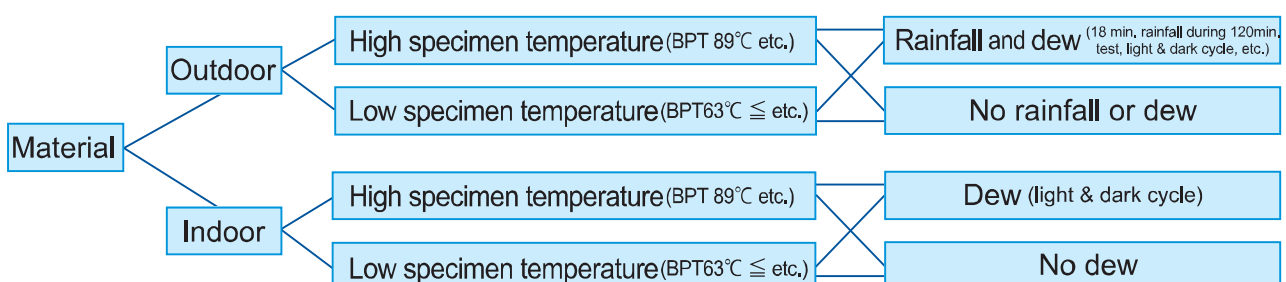 High specimen temperature (BPT 89℃ etc.)
Rainfall and dew (18 min, rainfall during 120min, test, light & dark cycle, etc.)
Outdoor
Low specimen temperature (BPT63℃ ≦ etc.)
No rainfall or dew
Material
High specimen temperature (BPT 89℃ etc.)
Dew (light & dark cycle)
Indoor
Low specimen temperature (BPT63℃ ≦ etc.)
No dew